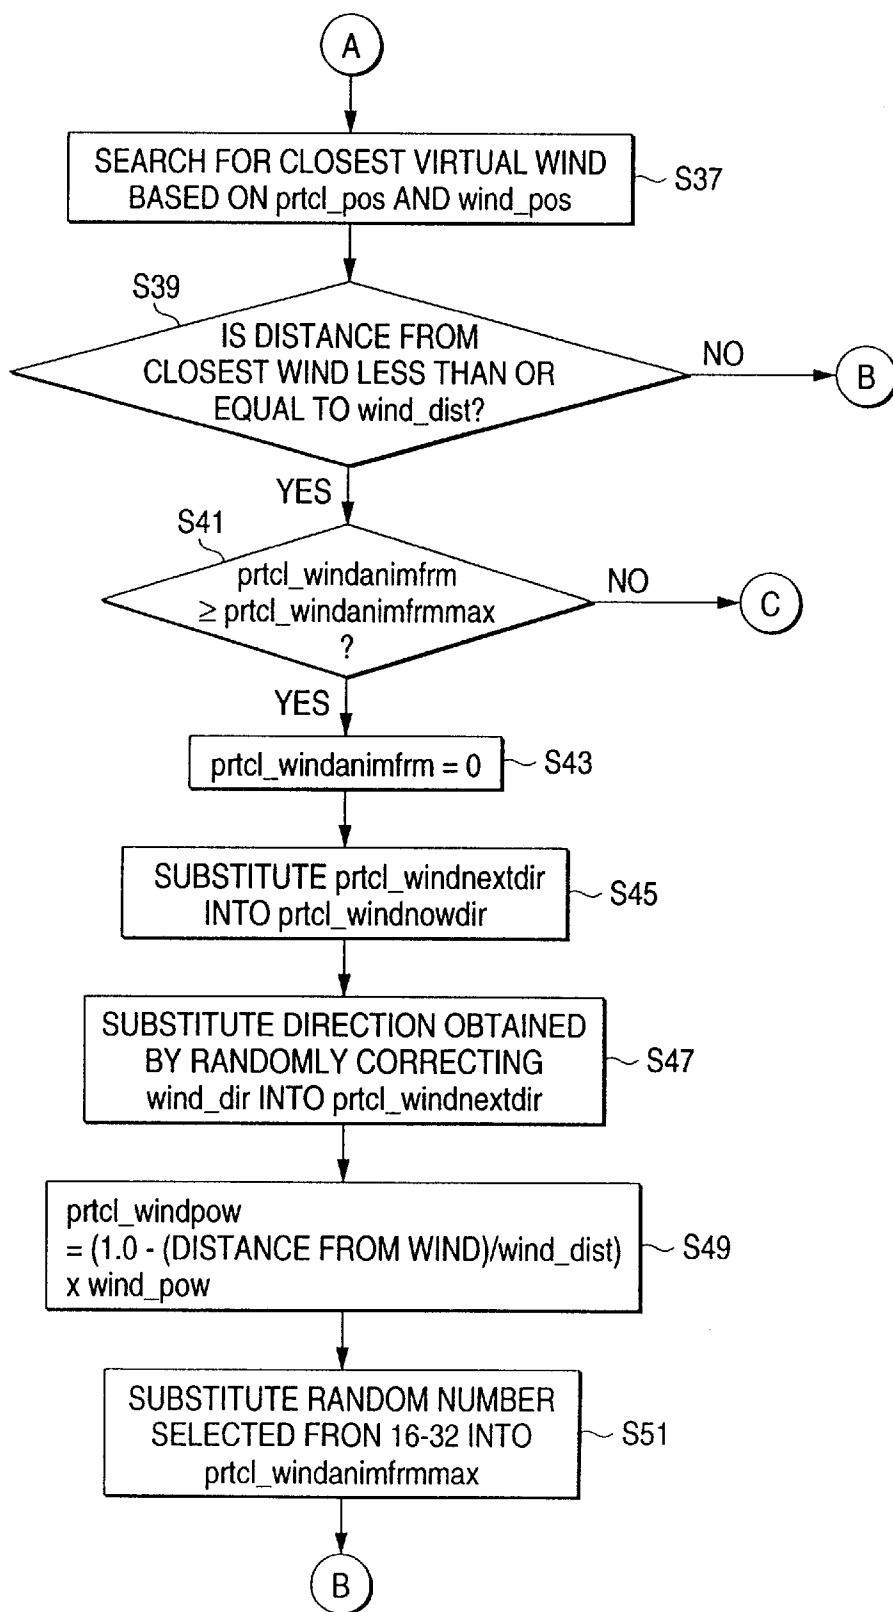 A
SEARCH FOR CLOSEST VIRTUAL WIND
BASED ON prtcl_pos AND wind_pos
S37
S39
IS DISTANCE FROM
CLOSEST WIND LESS THAN OR
EQUAL TO wind_dist?
NO
B
YES
S41
prtcl_windanimfrm
≥ prtcl_windanimfrmmax
?
NO
C
YES
prtcl_windanimfrm = 0
S43
SUBSTITUTE prtcl_windnextdir
INTO prtcl_windnowdir
S45
SUBSTITUTE DIRECTION OBTAINED
BY RANDOMLY CORRECTING
wind_dir INTO prtcl_windnextdir
S47
prtcl_windpow
= (1.0 - (DISTANCE FROM WIND)/wind_dist)
x wind_pow
S49
SUBSTITUTE RANDOM NUMBER
SELECTED FRON 16-32 INTO
prtcl_windanimfrmmax
S51
B